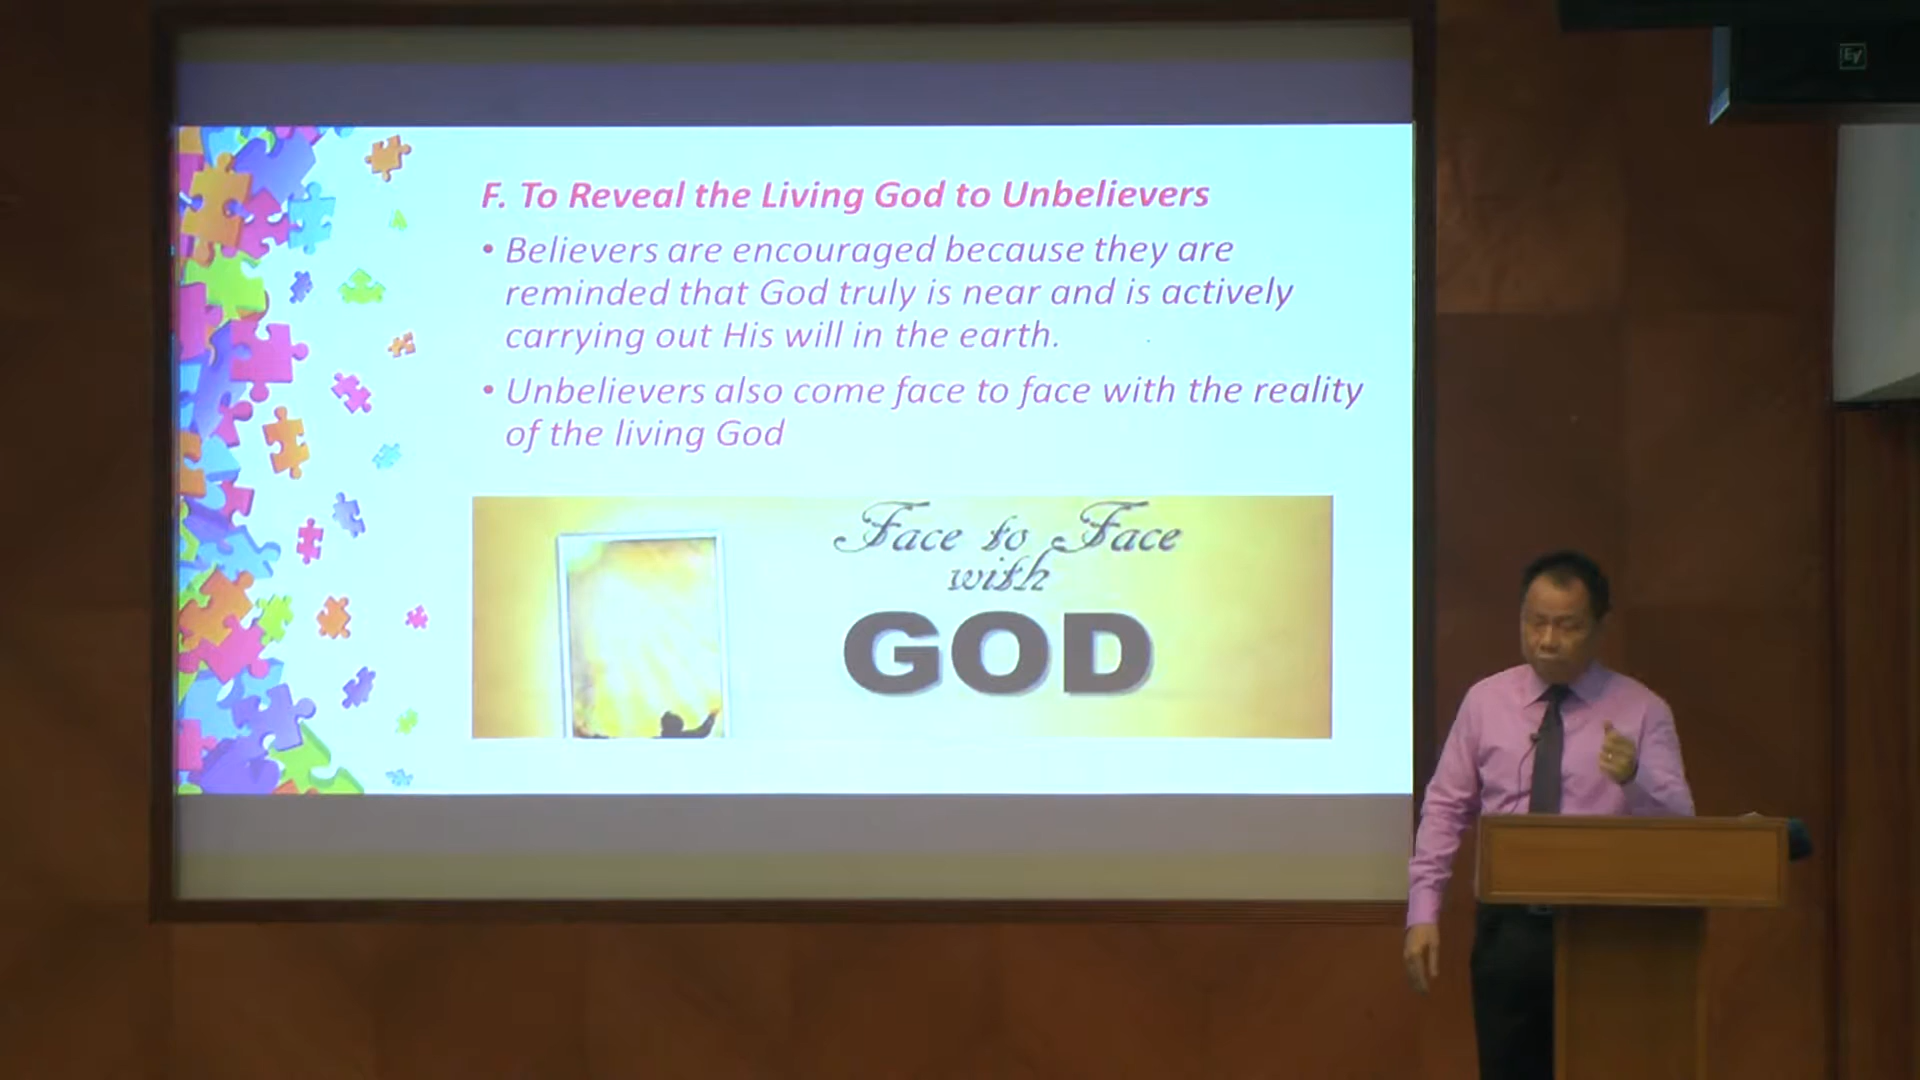 EV
F. To Reveal the Living God to Unbelievers
• Believers are encouraged because they are
reminded that God truly is near and is actively
carrying out His will in the earth.
• Unbelievers also come face to face with the reality
of the living God
Face to Face
with
GOD